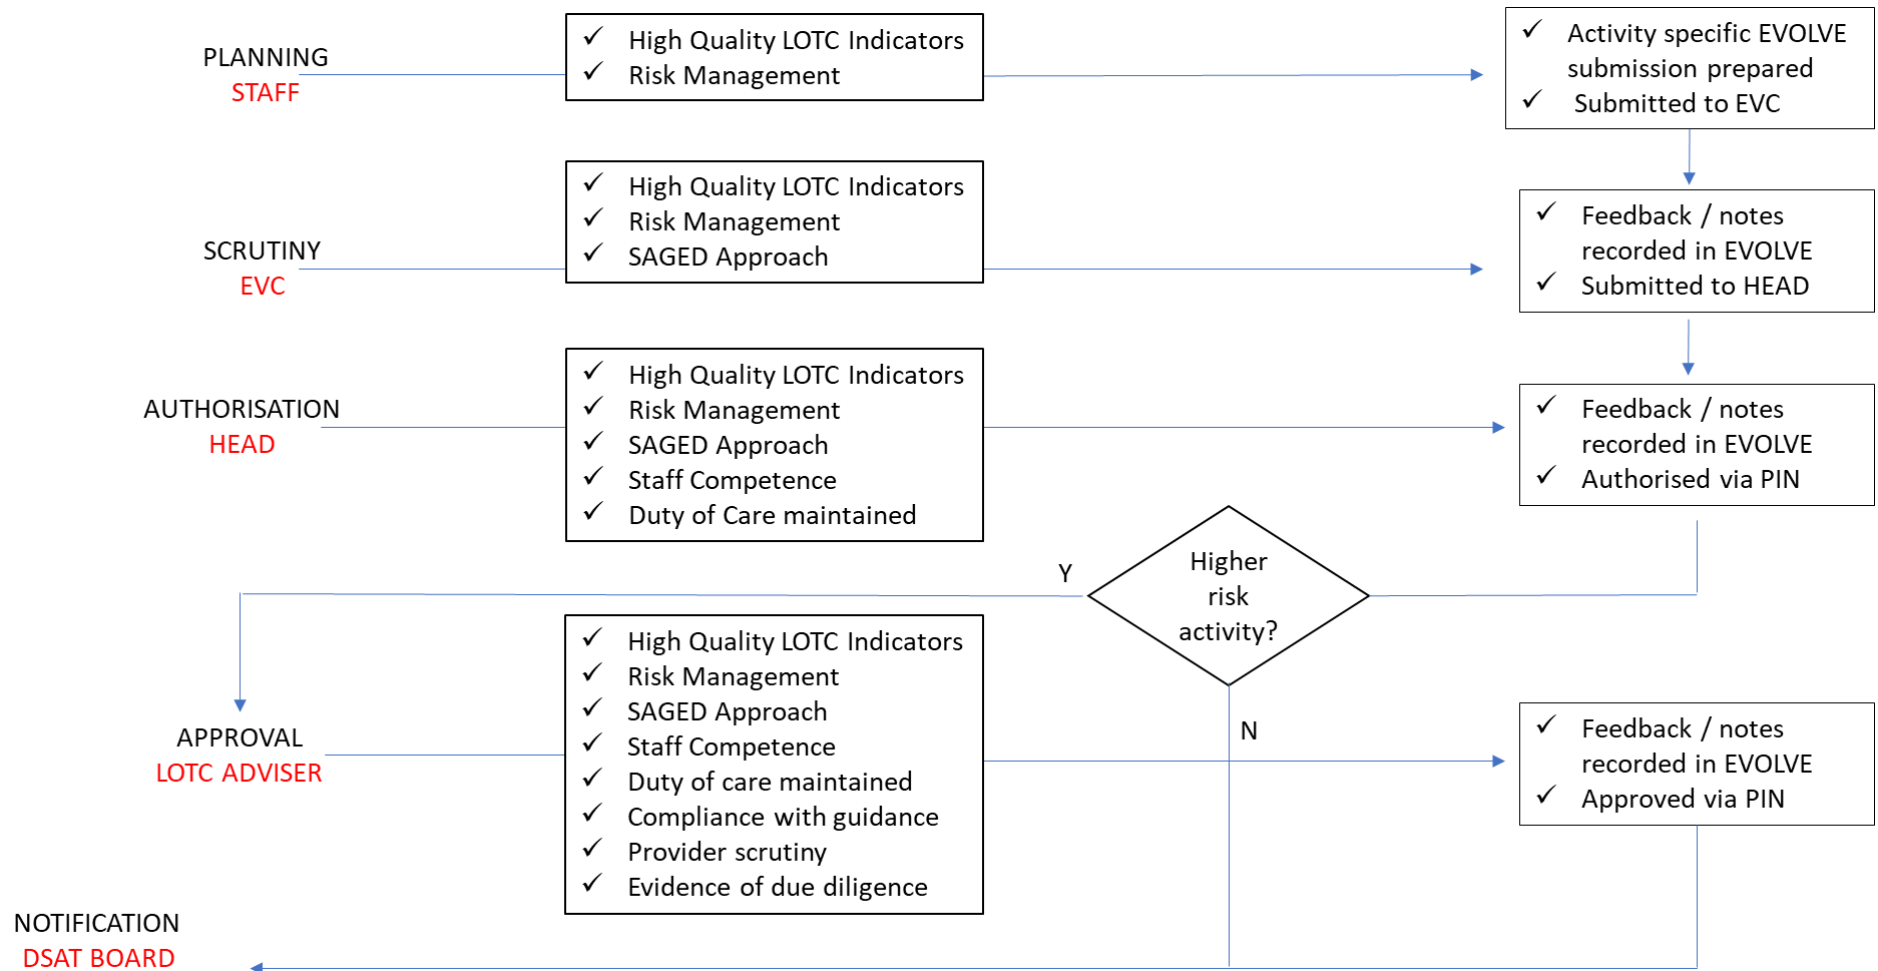 PLANNING
STAFF
✓ High Quality LOTC Indicators
✓ Risk Management
✓ Activity specific EVOLVE
submission prepared
✓ Submitted to EVC
SCRUTINY
EVC
✓ High Quality LOTC Indicators
✓ Risk Management
✓ SAGED Approach
✓ Feedback / notes
recorded in EVOLVE
✓ Submitted to HEAD
AUTHORISATION
HEAD
✓ High Quality LOTC Indicators
✓ Risk Management
✓ SAGED Approach
✓ Staff Competence
✓ Duty of Care maintained
✓ Feedback / notes
recorded in EVOLVE
✓ Authorised via PIN
Higher
risk
activity?
Y
N
APPROVAL
LOTC ADVISER
✓ High Quality LOTC Indicators
✓ Risk Management
✓ SAGED Approach
✓ Staff Competence
✓ Duty of care maintained
✓ Compliance with guidance
✓ Provider scrutiny
✓ Evidence of due diligence
✓ Feedback / notes
recorded in EVOLVE
✓ Approved via PIN
NOTIFICATION
DSAT BOARD